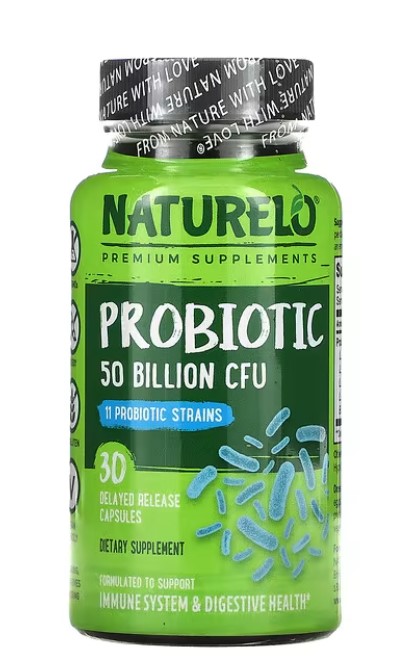 FROM NATURE WITH LOVE
NATURELO®
PREMIUM SUPPLEMENTS
PROBIOTIC
50 BILLION CFU
11 PROBIOTIC STRAINS
30
DELAYED RELEASE
CAPSULES
DIETARY SUPPLEMENT
FORMULATED TO SUPPORT
IMMUNE SYSTEM & DIGESTIVE HEALTH*